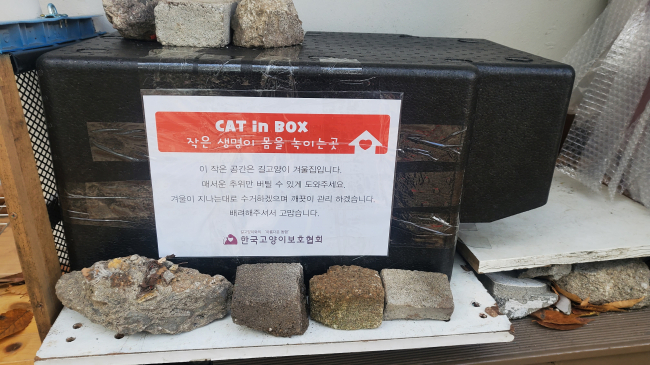 CAT in BOX
작은 생명이 몸을 녹이는곳
이 작은 공간은 길고양이 겨울집입니다.
매서운 추위만 버틸 수 있게 도와주세요.
겨울이 지나는대로 수거하겠으며 깨끗이 관리 하겠습니다.
배려해주셔서 고맙습니다.
한국고양이보호협회